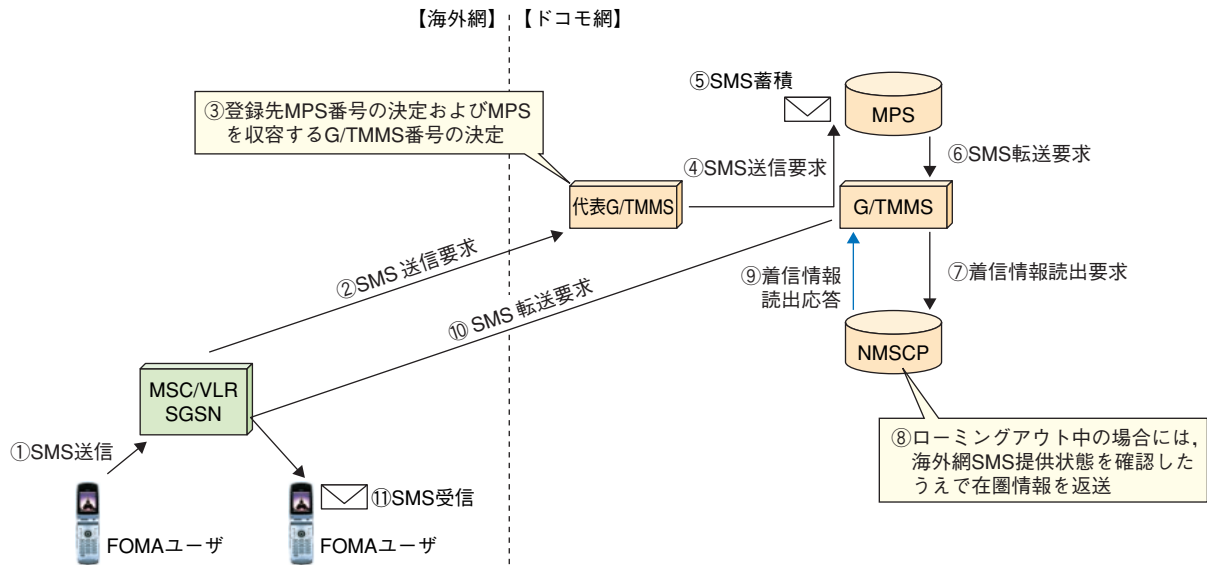 【海外網】
【ドコモ網】
③登録先MPS番号の決定およびMPS
を収容するG/TMMS番号の決定
⑤SMS蓄積
MPS
④SMS送信要求
⑥SMS転送要求
代表G/TMMS
G/TMMS
②SMS 送信要求
⑩ SMS 転送要求
⑨着信情報
読出応答
⑦着信情報読出要求
NMSCP
MSC/VLR
SGSN
①SMS送信
⑧ローミングアウト中の場合には，
海外網SMS提供状態を確認した
うえで在圏情報を返送
⑪SMS受信
FOMAユーザ
FOMAユーザ